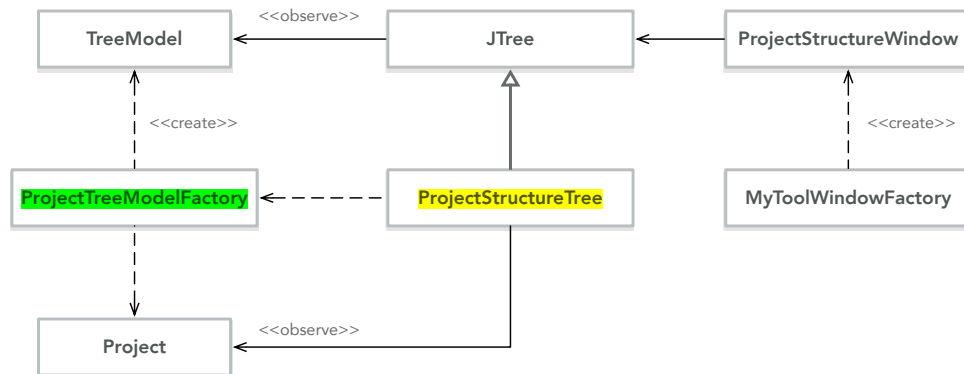 <<observe>>
TreeModel
JTree
ProjectStructureWindow
<<create>>
<<create>>
ProjectTreeModelFactory
ProjectStructureTree
MyToolWindowFactory
<<observe>>
Project